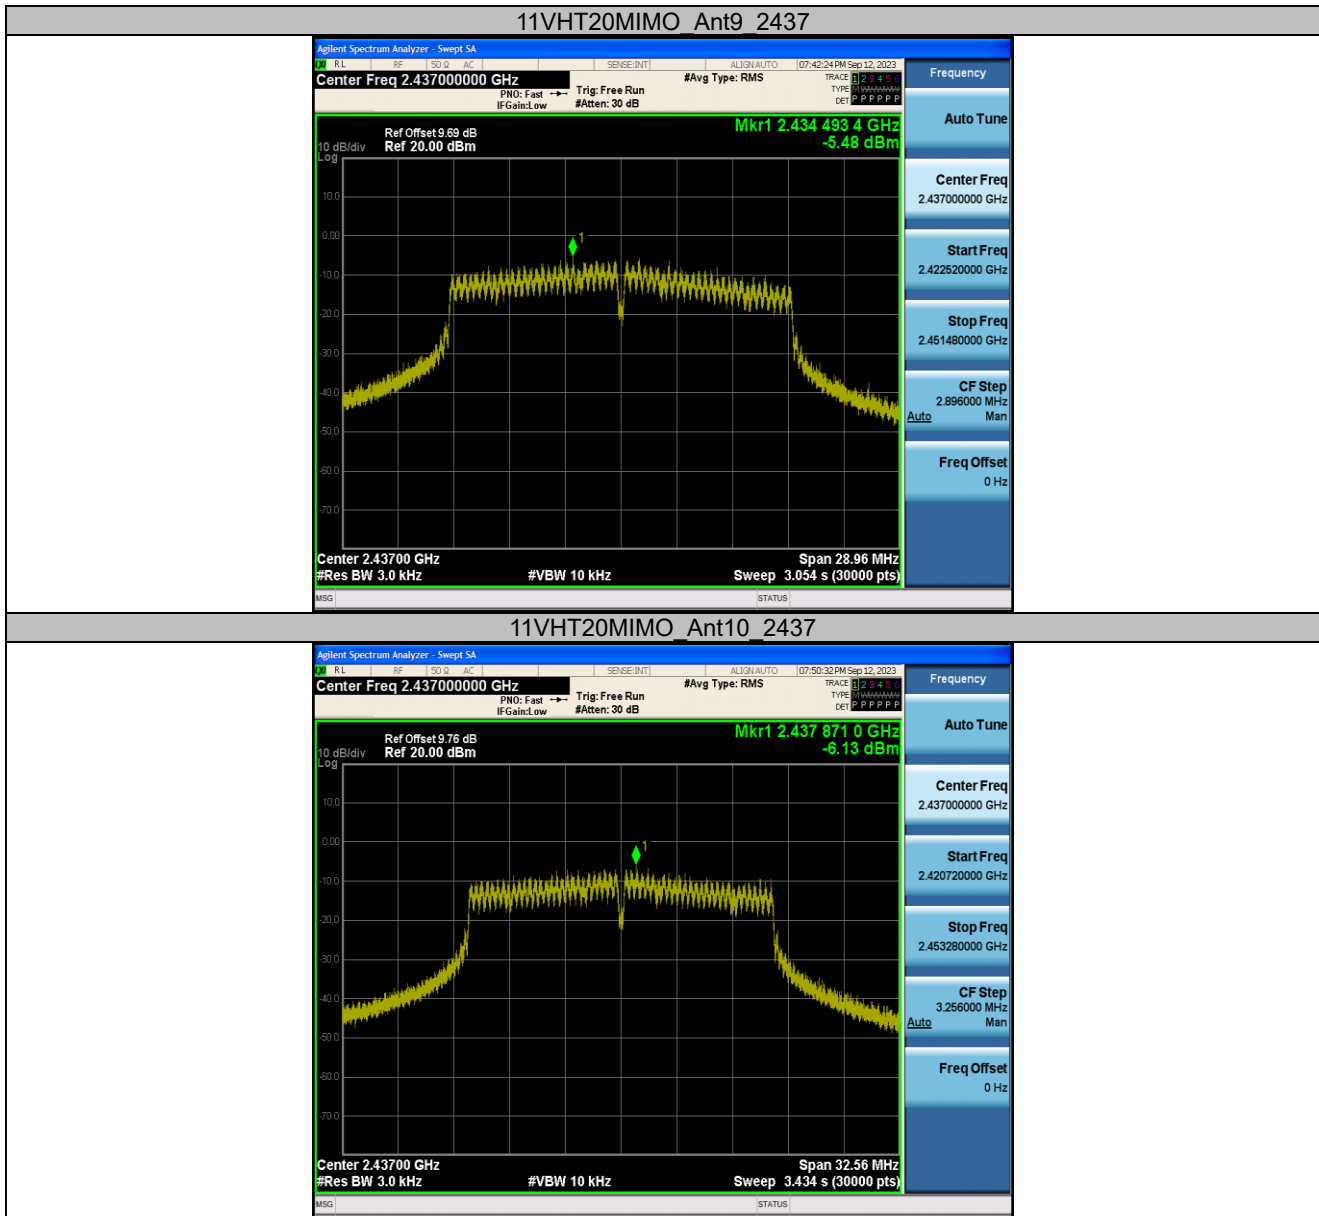 11VHT20MIMO_Ant9_2437
Agilent Spectrum Analyzer - Swept SA
RL RF 50 Ω AC SENSE:INT ALIGN AUTO 07:42:24 PM Sep 12, 2023
Center Freq 2.437000000 GHz #Avg Type: RMS TRACE 1 2 3 4 5 6
PNO: Fast Trig: Free Run TYPE M
IFGain:Low #Atten: 30 dB DET P P P P P P
Frequency
Auto Tune
Center Freq
2.437000000 GHz
Start Freq
2.422520000 GHz
Stop Freq
2.451480000 GHz
CF Step
2.896000 MHz
Auto Man
Freq Offset
0 Hz
Mkr1 2.434 493 4 GHz
-5.48 dBm
Ref Offset 9.69 dB
10 dB/div Ref 20.00 dBm
Log
10.0
0.00
-10.0
-20.0
-30.0
-40.0
-50.0
-60.0
-70.0
1
Center 2.43700 GHz Span 28.96 MHz
#Res BW 3.0 kHz #VBW 10 kHz Sweep 3.054 s (30000 pts)
MSG STATUS
11VHT20MIMO_Ant10_2437
Agilent Spectrum Analyzer - Swept SA
RL RF 50 Ω AC SENSE:INT ALIGN AUTO 07:50:32 PM Sep 12, 2023
Center Freq 2.437000000 GHz #Avg Type: RMS TRACE 1 2 3 4 5 6
PNO: Fast Trig: Free Run TYPE M
IFGain:Low #Atten: 30 dB DET P P P P P P
Frequency
Auto Tune
Center Freq
2.437000000 GHz
Start Freq
2.420720000 GHz
Stop Freq
2.453280000 GHz
CF Step
3.256000 MHz
Auto Man
Freq Offset
0 Hz
Mkr1 2.437 871 0 GHz
-6.13 dBm
Ref Offset 9.76 dB
10 dB/div Ref 20.00 dBm
Log
10.0
0.00
-10.0
-20.0
-30.0
-40.0
-50.0
-60.0
-70.0
1
Center 2.43700 GHz Span 32.56 MHz
#Res BW 3.0 kHz #VBW 10 kHz Sweep 3.434 s (30000 pts)
MSG STATUS